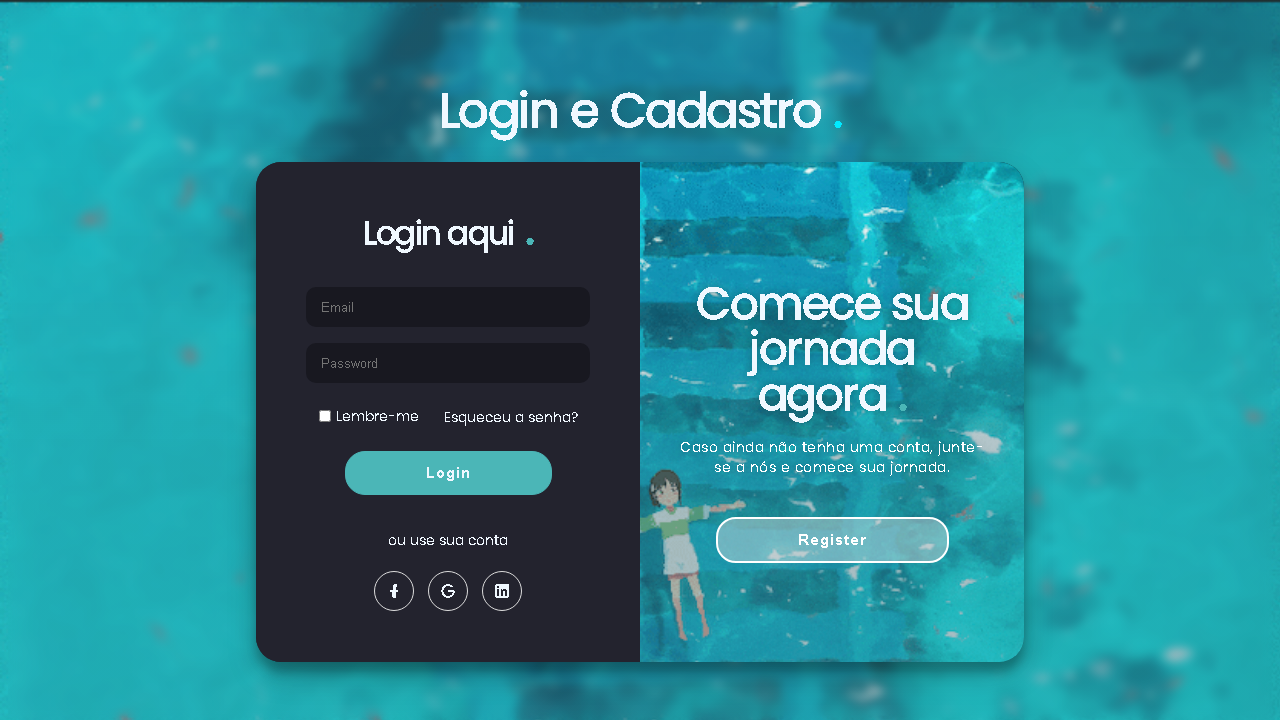 Login e Cadastro .
Login aqui .
Email
Password
Lembre-me
Esqueceu a senha?
Login
ou use sua conta
Comece sua
jornada
agora .
Caso ainda não tenha uma conta, junte-
se a nós e comece sua jornada.
Register